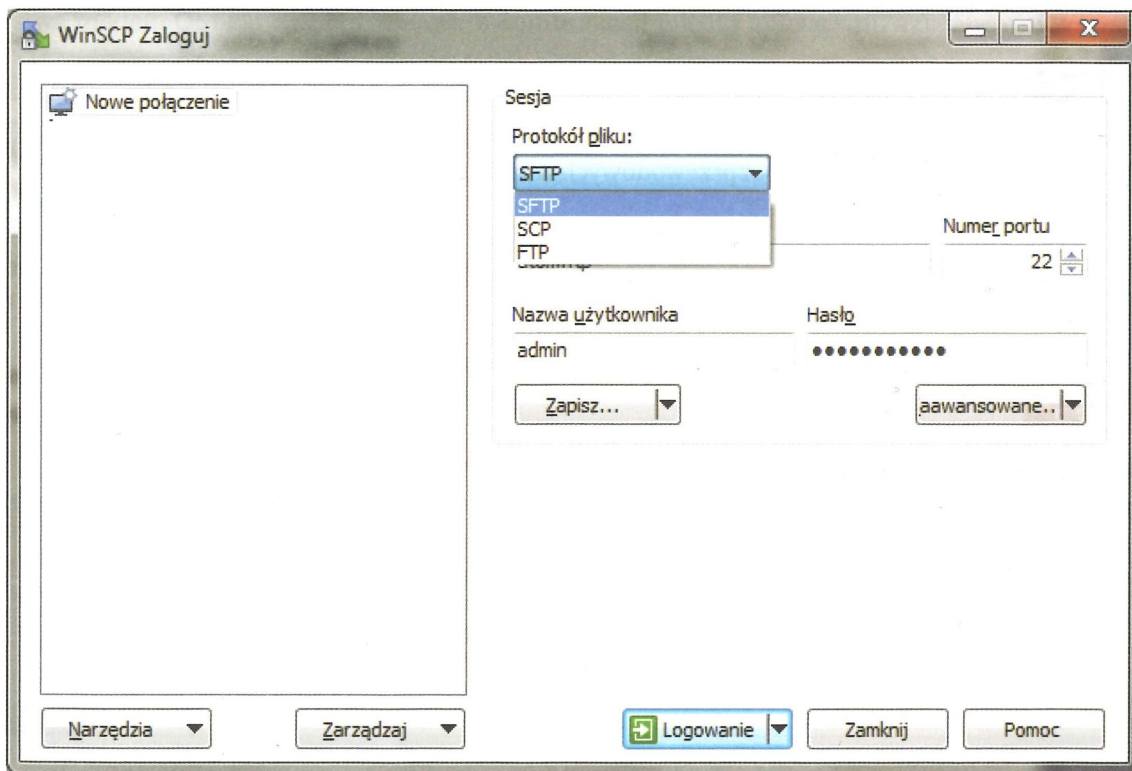 WinSCP Zaloguj
Nowe połączenie
Sesja
Protokół pliku:
SFTP
SFTP
SCP
FTP
Numer portu
22
Nazwa użytkownika
Hasło
admin
Zapisz...
aawansowane..
Narzędzia
Zarządzaj
Logowanie
Zamknij
Pomoc